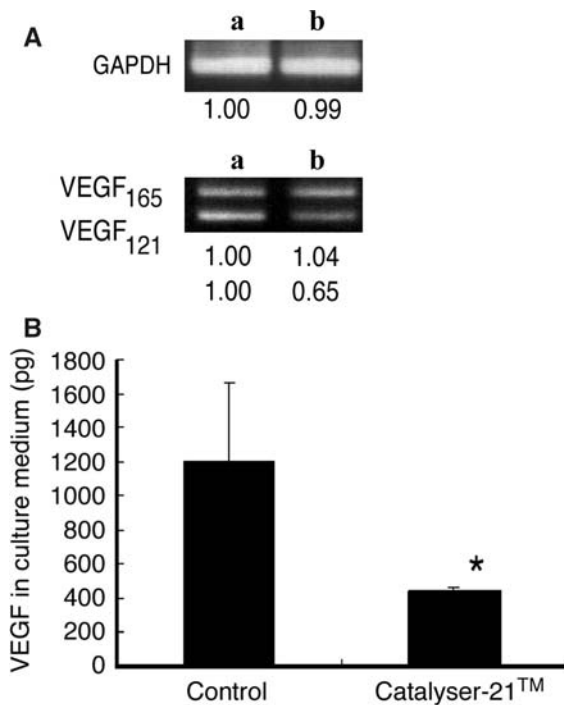 A
a b
GAPDH
1.00 0.99
a b
VEGF165
VEGF121
1.00 1.04
1.00 0.65
B
VEGF in culture medium (pg)
1800
1600
1400
1200
1000
800
600
400
200
0
*
Control Catalyser-21TM